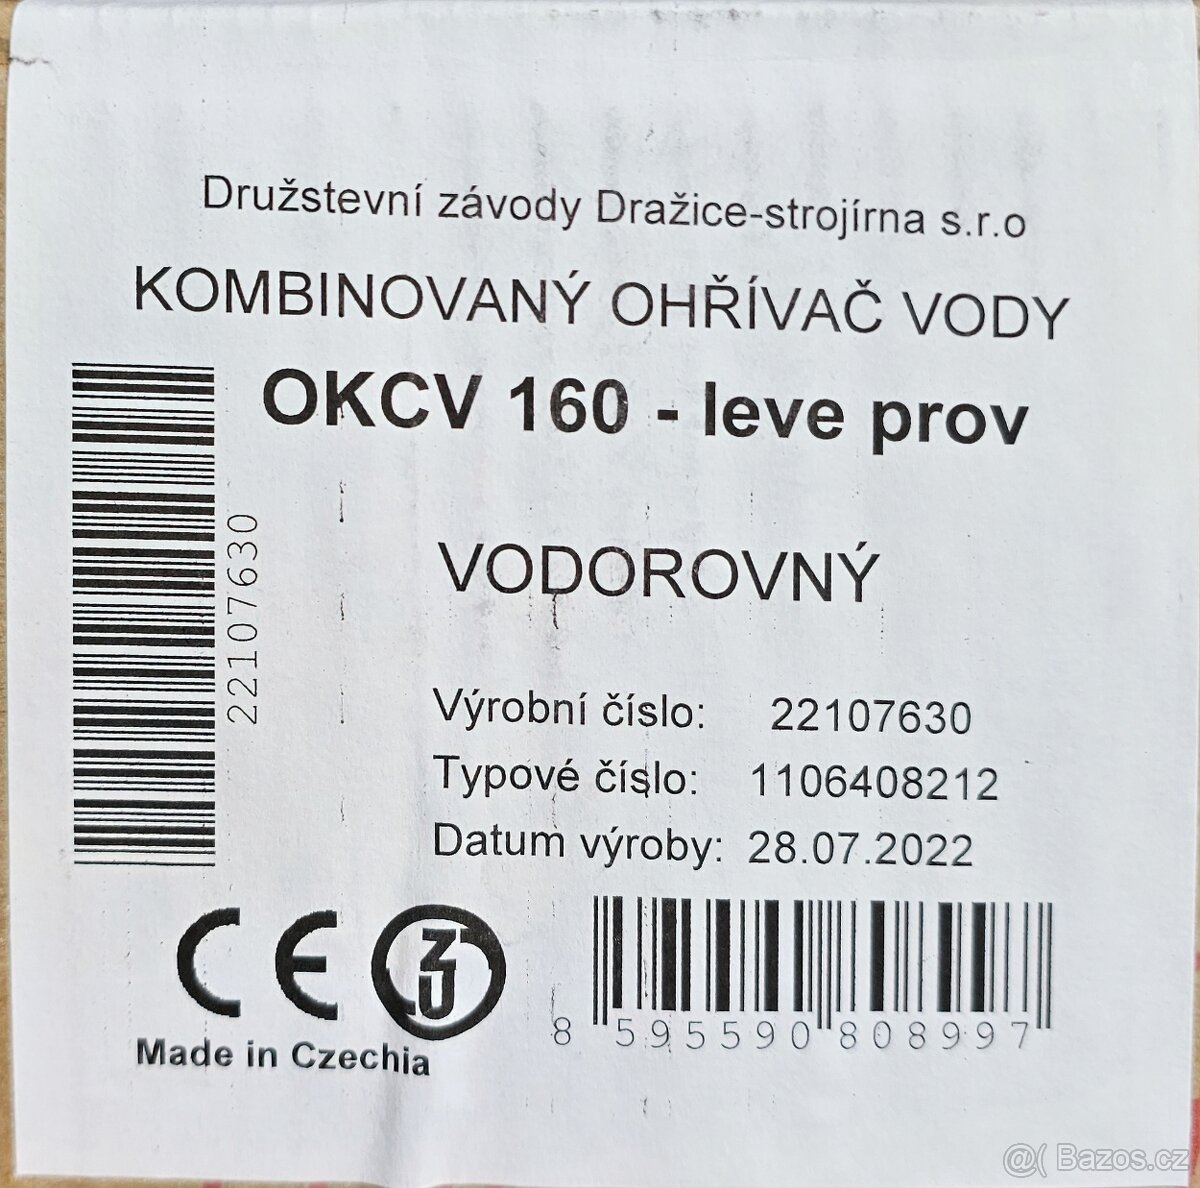 Družstevní závody Dražice-strojírna s.r.o
KOMBINOVANÝ OHŘÍVAČ VODY
OKCV 160 - leve prov
22107630
VODOROVNÝ
Výrobní číslo: 22107630
Typové číslo: 1106408212
Datum výroby: 28.07.2022
CE
Made in Czechia
8 595590 808997
@( Bazos.cz